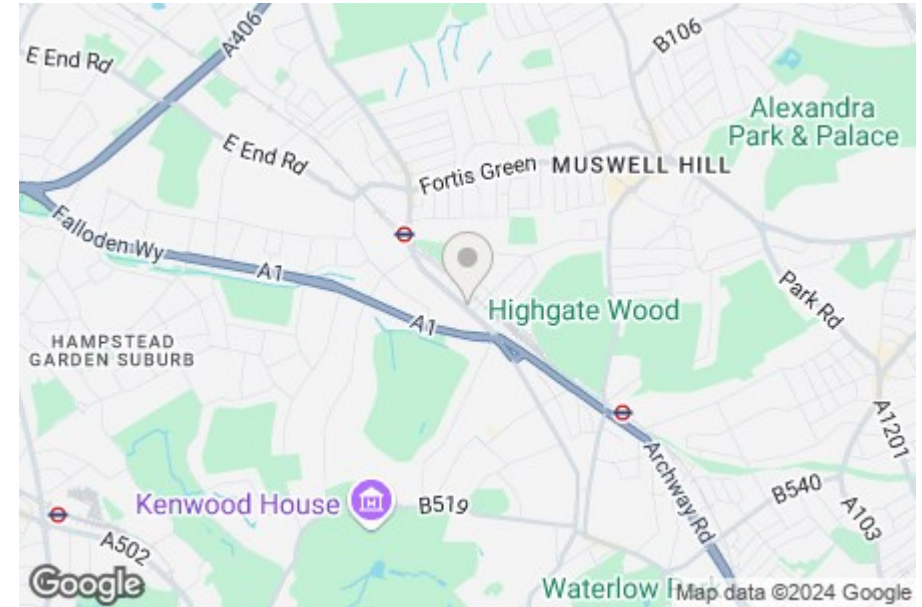 A406
B106
E End Rd
Alexandra
Park & Palace
E End Rd
Fortis Green
MUSWELL HILL
Falloden Wy
A1
Park Rd
Highgate Wood
A1
HAMPSTEAD
GARDEN SUBURB
A1201
Archway Rd
Kenwood House
B519
B540
A103
A502
Google
Waterlow P
Map data ©2024 Google